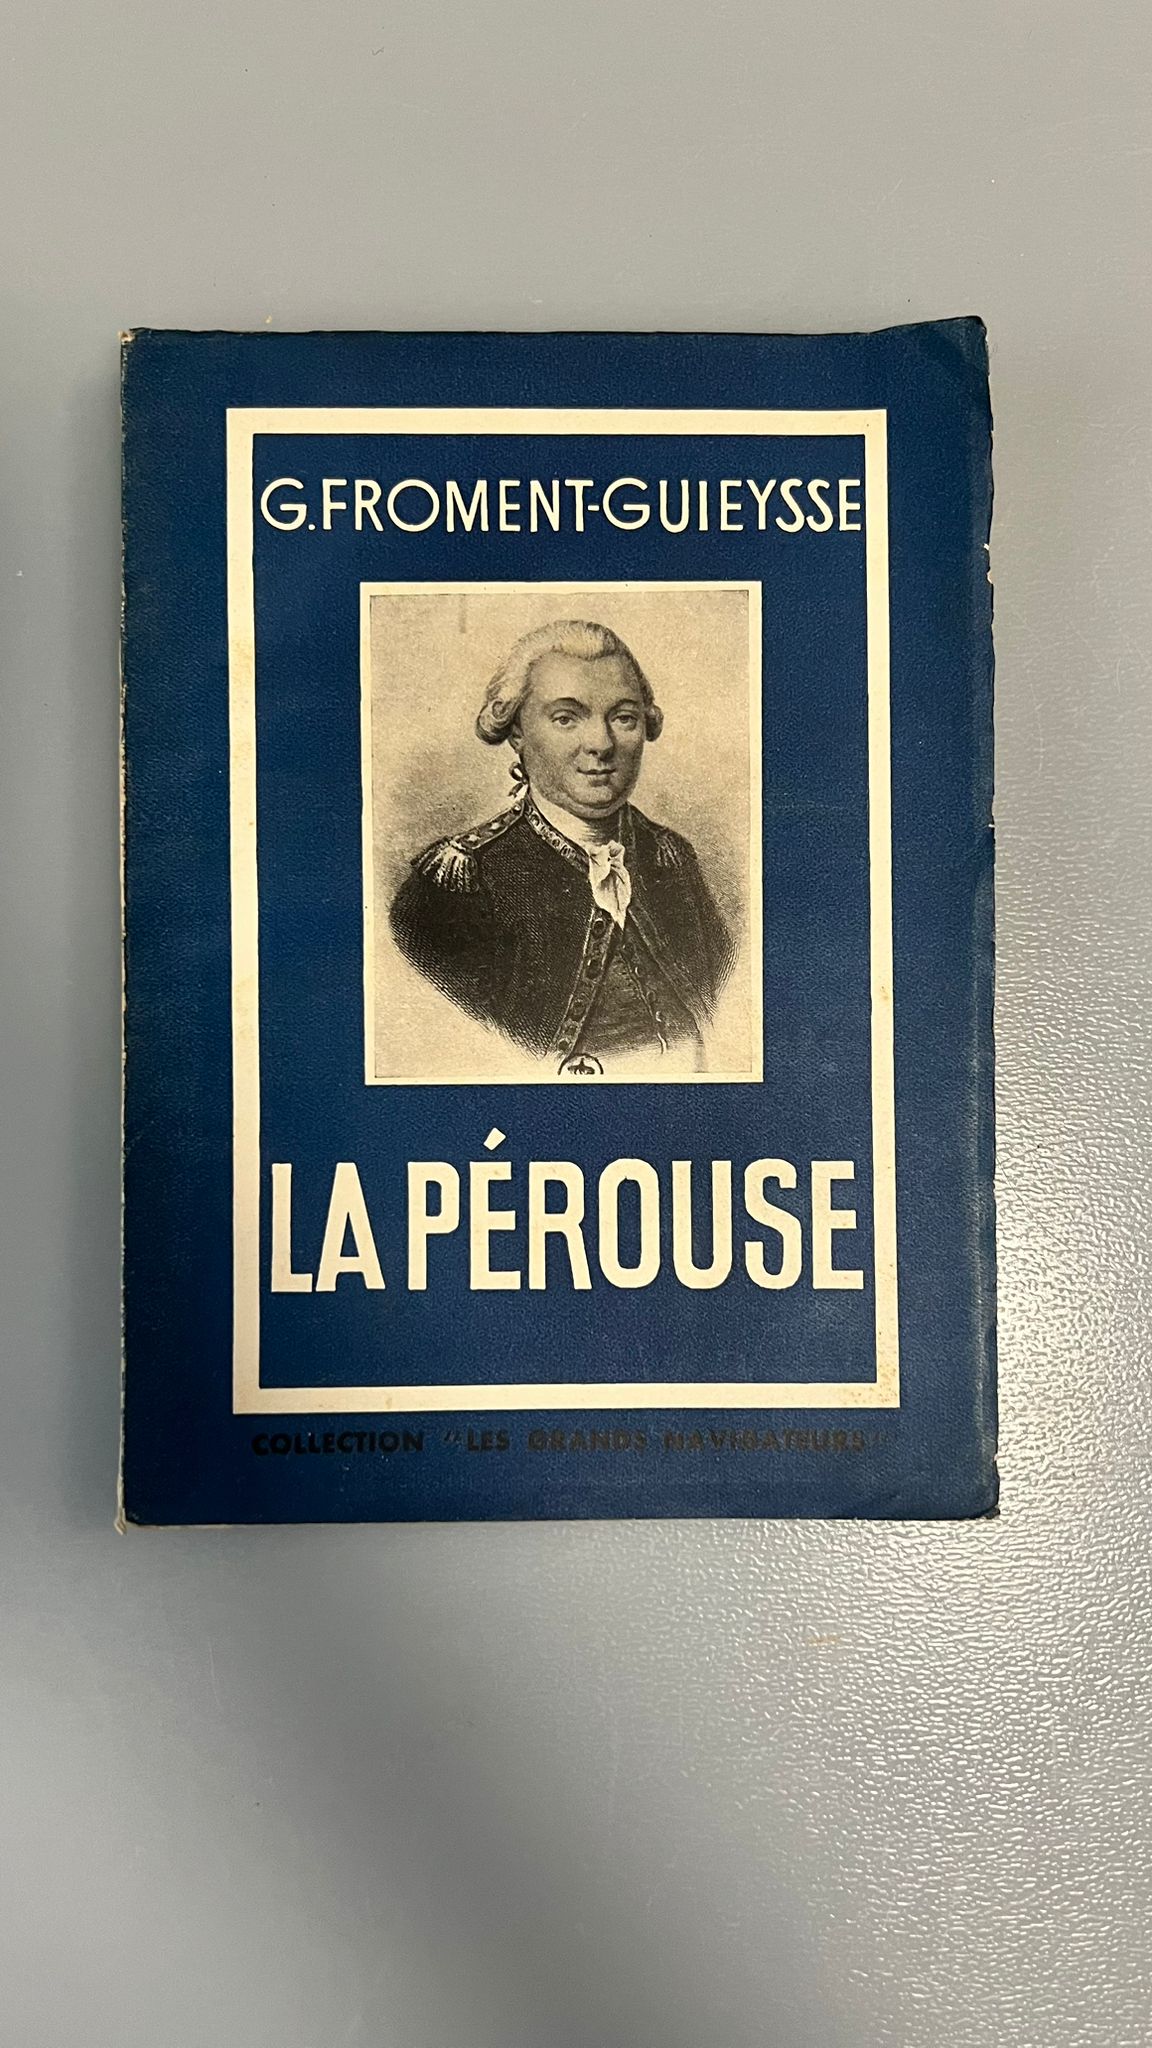 G.FROMENT-GUIEYSSE
LA PÉROUSE
COLLECTION "LES GRANDS NAVIGATEURS"